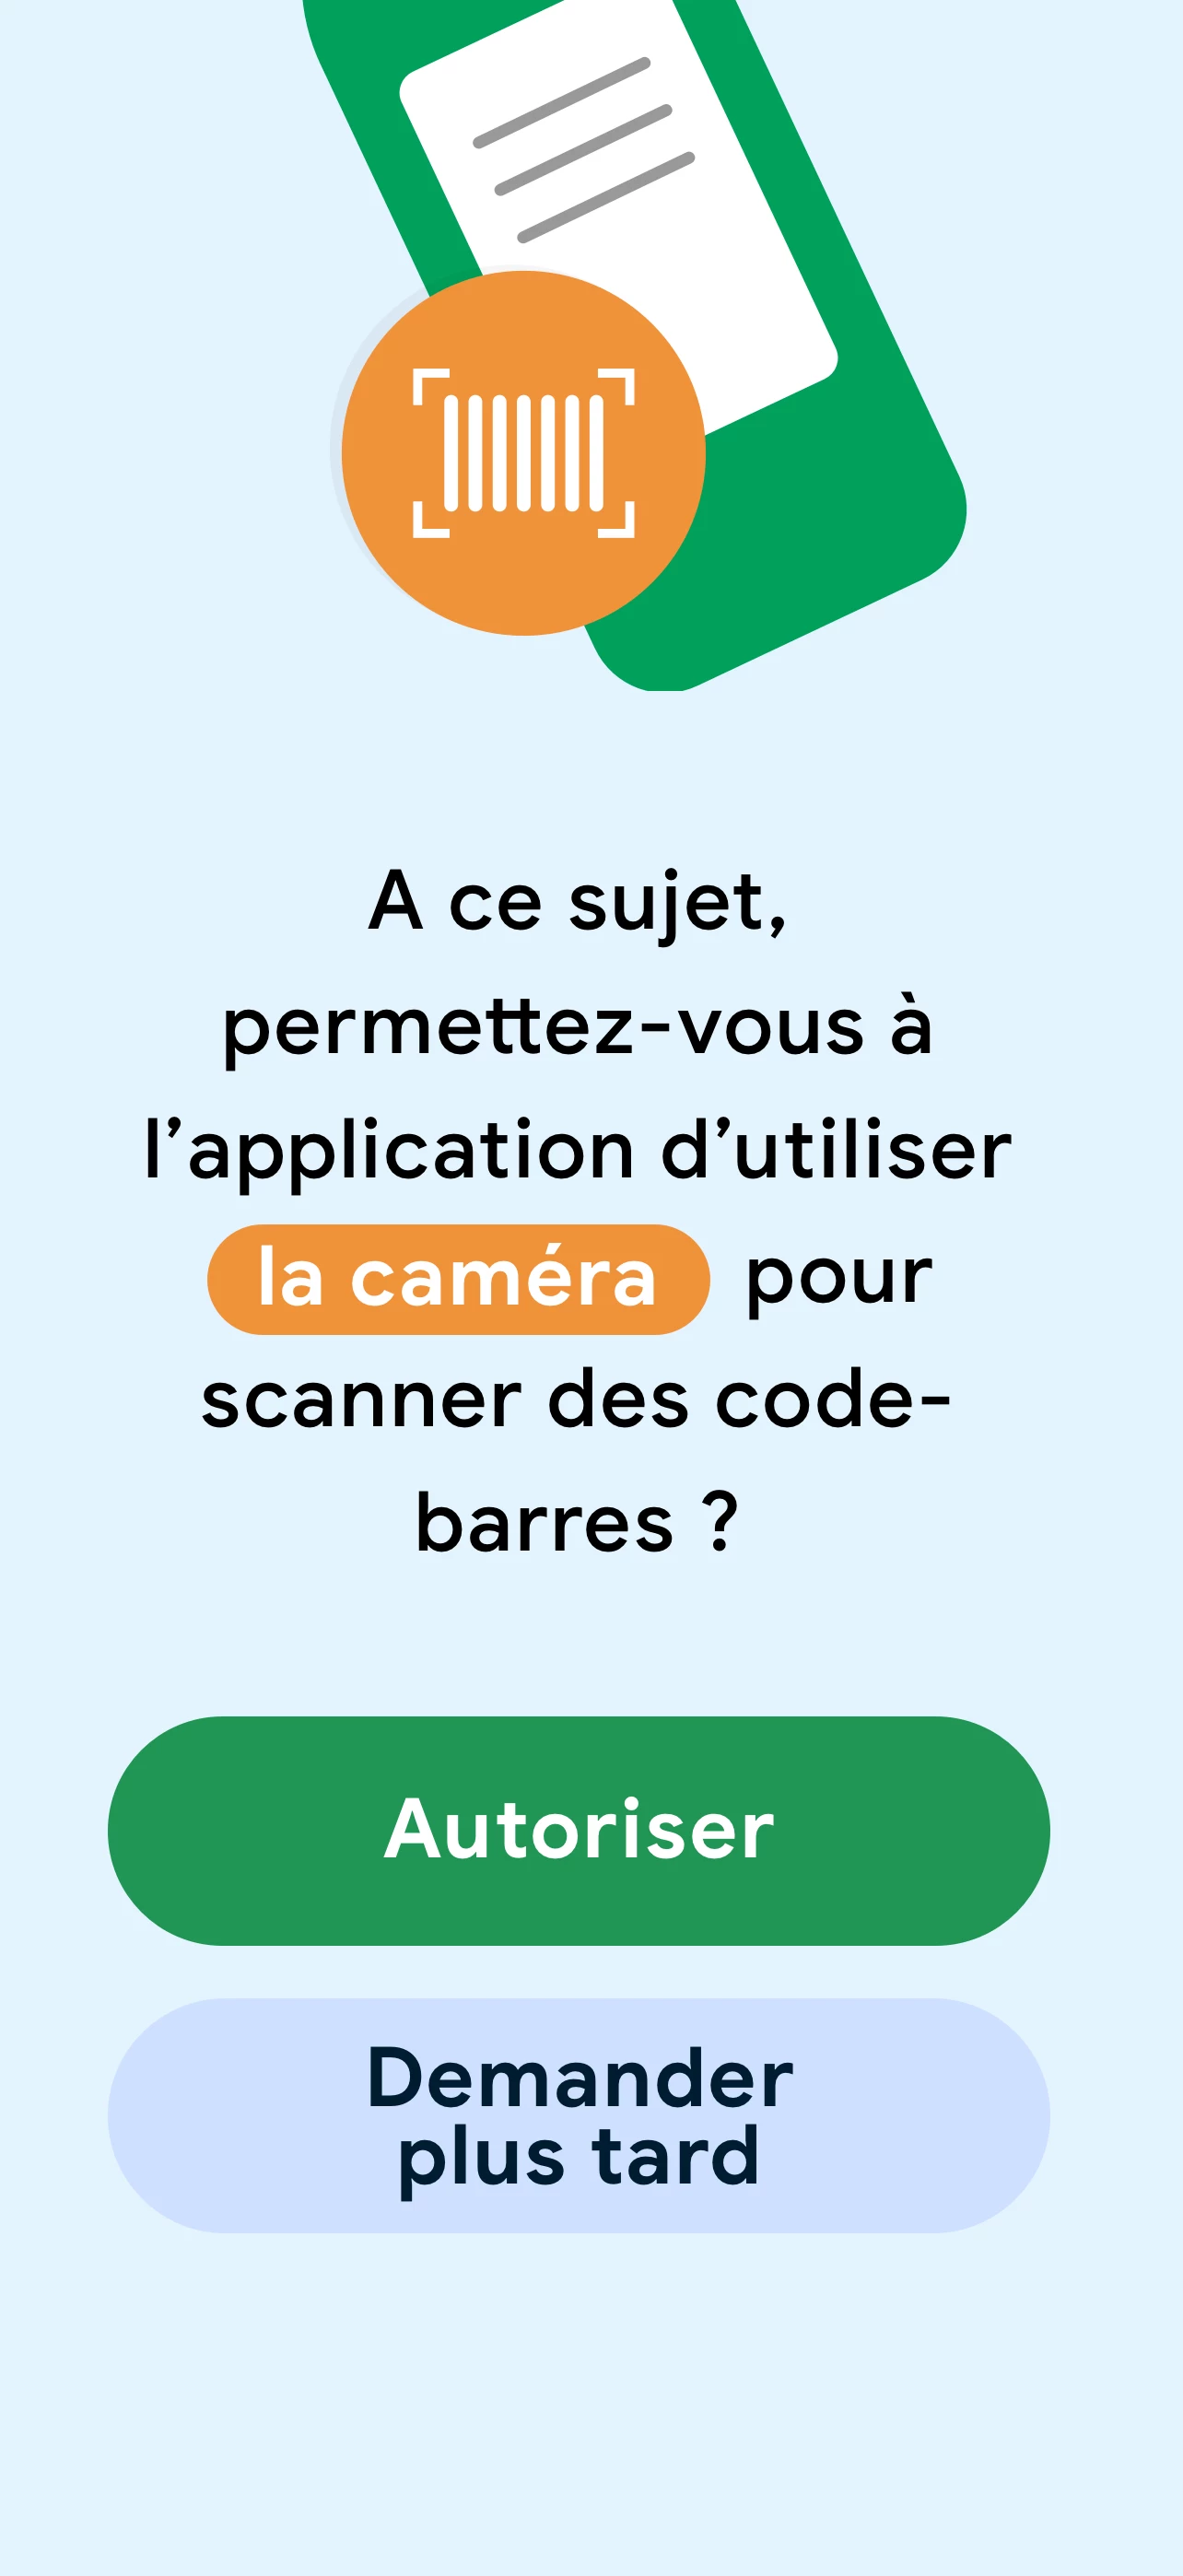 A ce sujet,
permettez-vous à
l’application d’utiliser
la caméra pour
scanner des code-
barres ?
Autoriser
Demander
plus tard